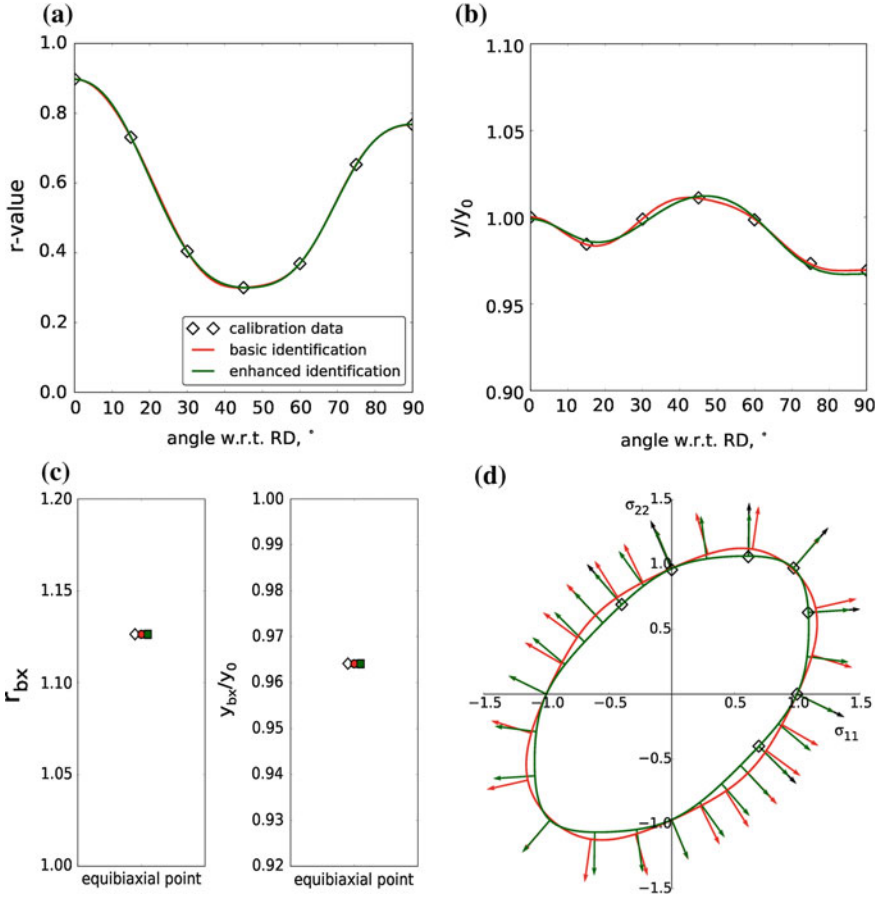 (a)
1.0
0.8
0.6
0.4
0.2
0.0
r-value
calibration data
basic identification
enhanced identification
0 10 20 30 40 50 60 70 80 90
angle w.r.t. RD, °
(b)
1.10
1.05
1.00
0.95
0.90
y/y0
0 10 20 30 40 50 60 70 80 90
angle w.r.t. RD, °
(c)
1.20
1.15
1.10
1.05
1.00
rbx
equibiaxial point
1.00
0.99
0.98
0.97
0.96
0.95
0.94
0.93
0.92
ybx/y0
equibiaxial point
(d)
σ22
1.5
1.0
0.5
−1.5 −1.0 −0.5 0.5 1.0 1.5
σ11
−0.5
−1.0
−1.5